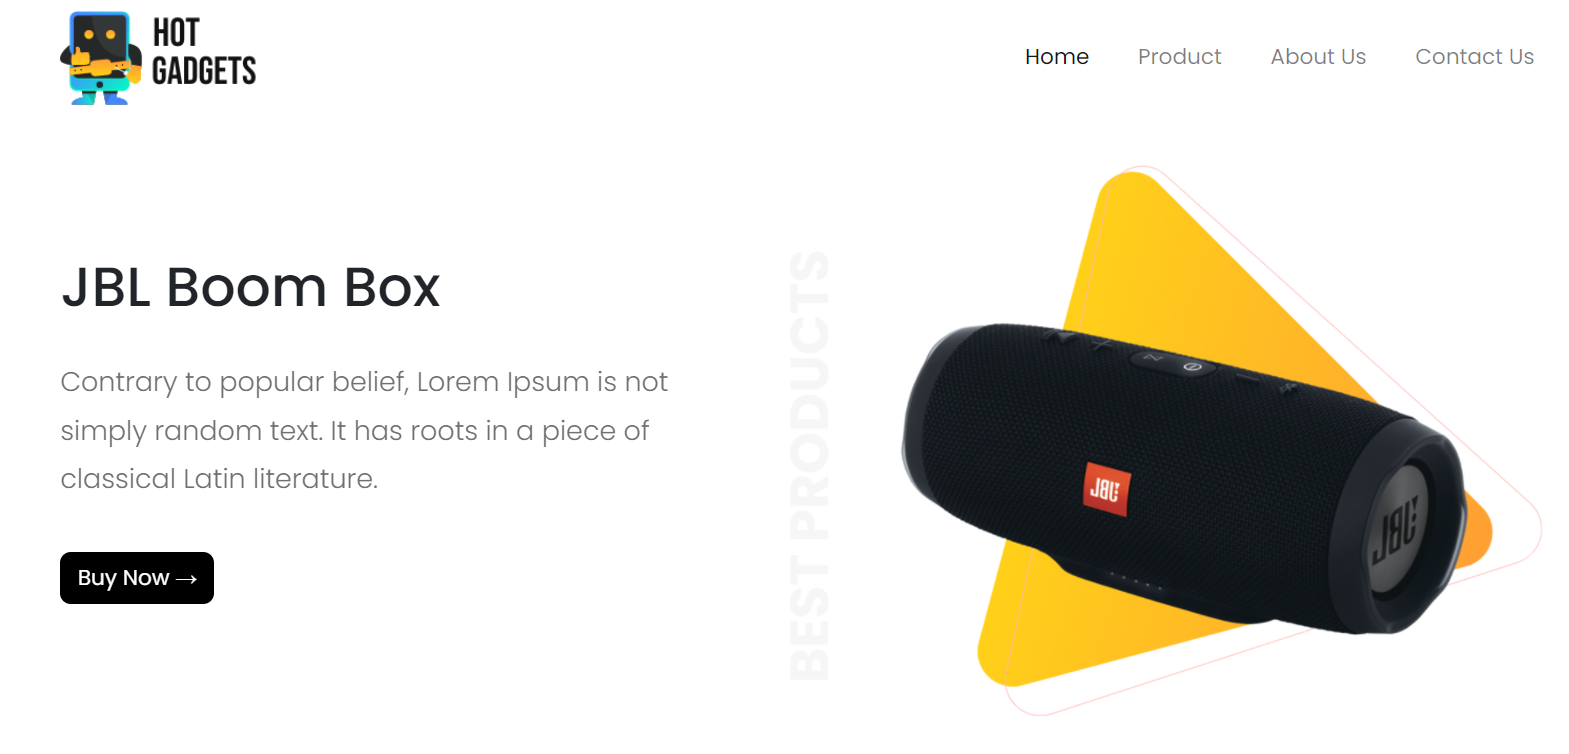 HOT
GADGETS
Home Product About Us Contact Us
JBL Boom Box
Contrary to popular belief, Lorem Ipsum is not
simply random text. It has roots in a piece of
classical Latin literature.
Buy Now →
BEST PRODUCTS
JBL
JBL